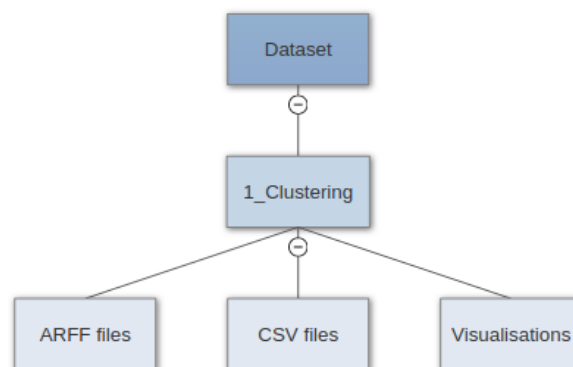 Dataset
1_Clustering
ARFF files
CSV files
Visualisations